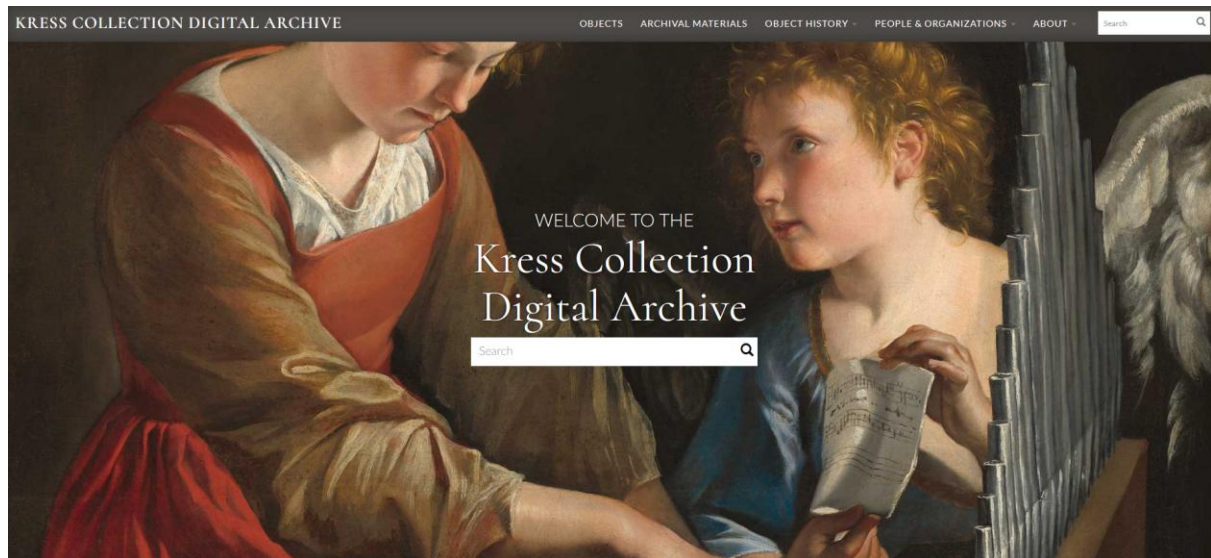 KRESS COLLECTION DIGITAL ARCHIVE
OBJECTS ARCHIVAL MATERIALS OBJECT HISTORY PEOPLE & ORGANIZATIONS ABOUT Search
WELCOME TO THE
Kress Collection
Digital Archive
Search